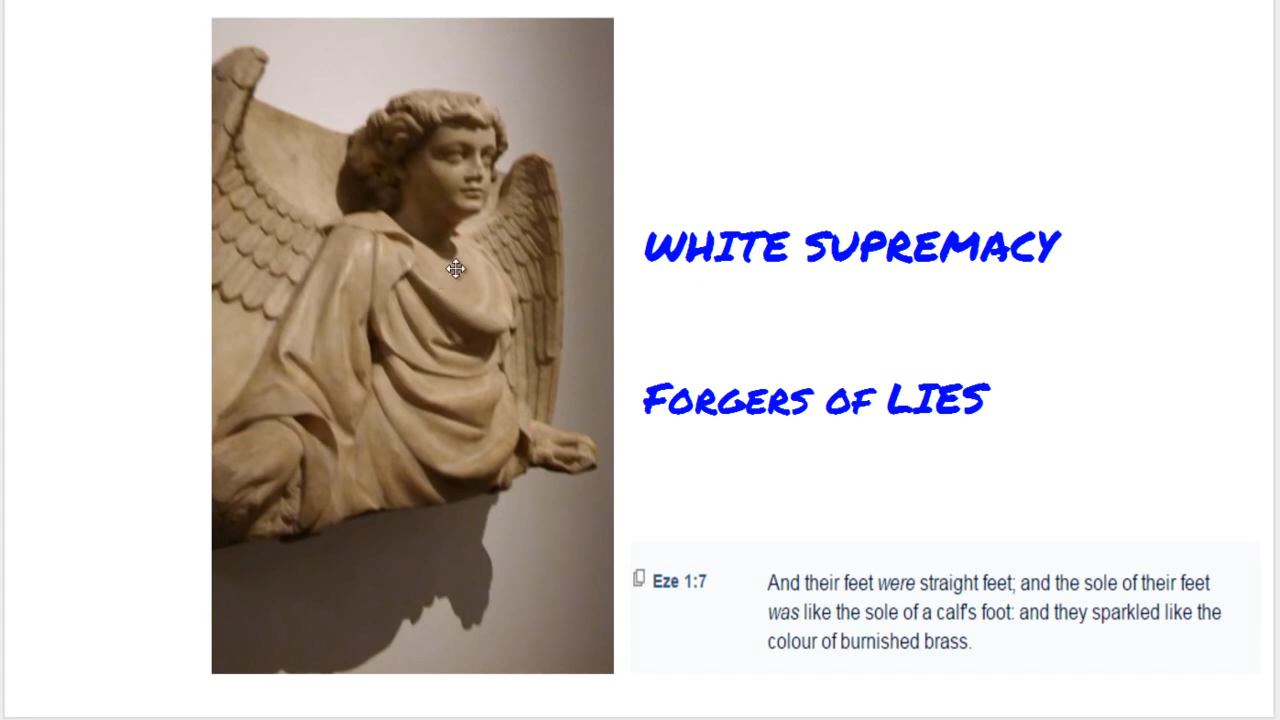 WHITE SUPREMACY
FORGERS OF LIES
Eze 1:7
And their feet were straight feet; and the sole of their feet
was like the sole of a calf's foot: and they sparkled like the
colour of burnished brass.